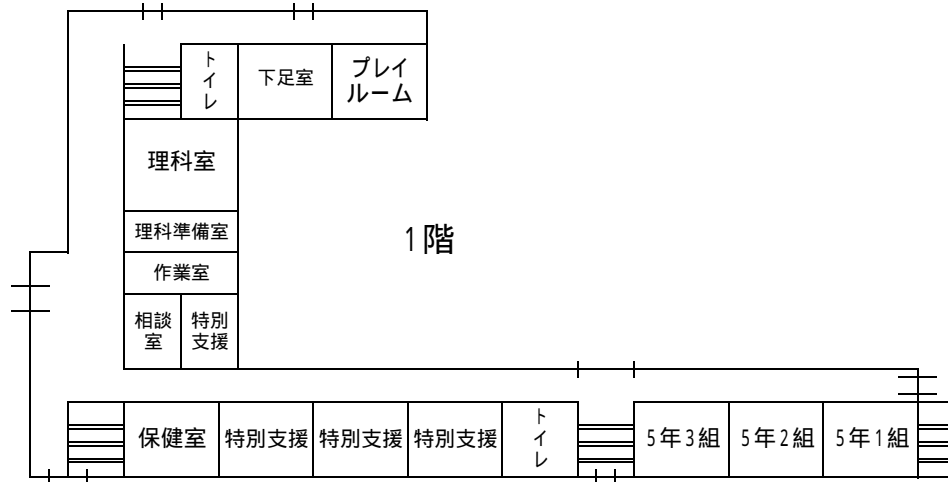 トイレ
下足室
プレイ
ルーム
理科室
1階
理科準備室
作業室
相談
室
特別
支援
保健室
特別支援
特別支援
特別支援
トイレ
5年3組
5年2組
5年1組